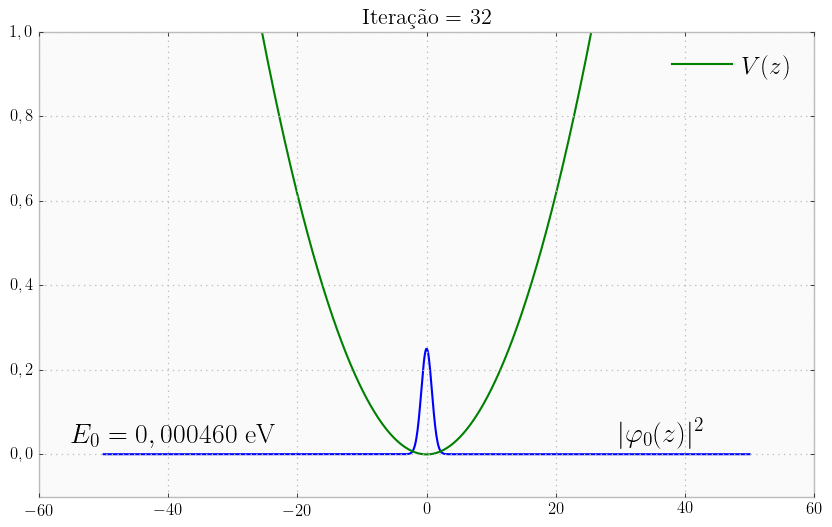 Iteração = 32
1,0
V(z)
0,8
0,6
0,4
0,2
E₀ = 0,000460 eV
|φ₀(z)|²
0,0
−60 −40 −20 0 20 40 60